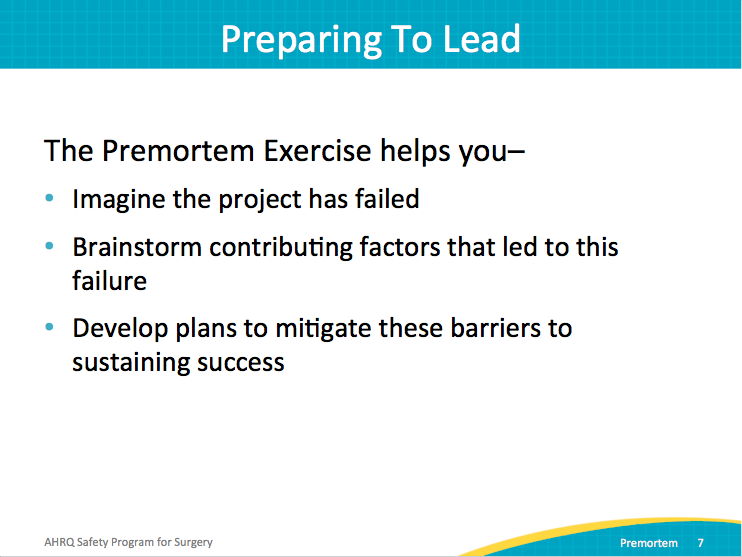 Preparing To Lead
The Premortem Exercise helps you–
• Imagine the project has failed
• Brainstorm contributing factors that led to this
failure
• Develop plans to mitigate these barriers to
sustaining success
AHRQ Safety Program for Surgery
Premortem 7